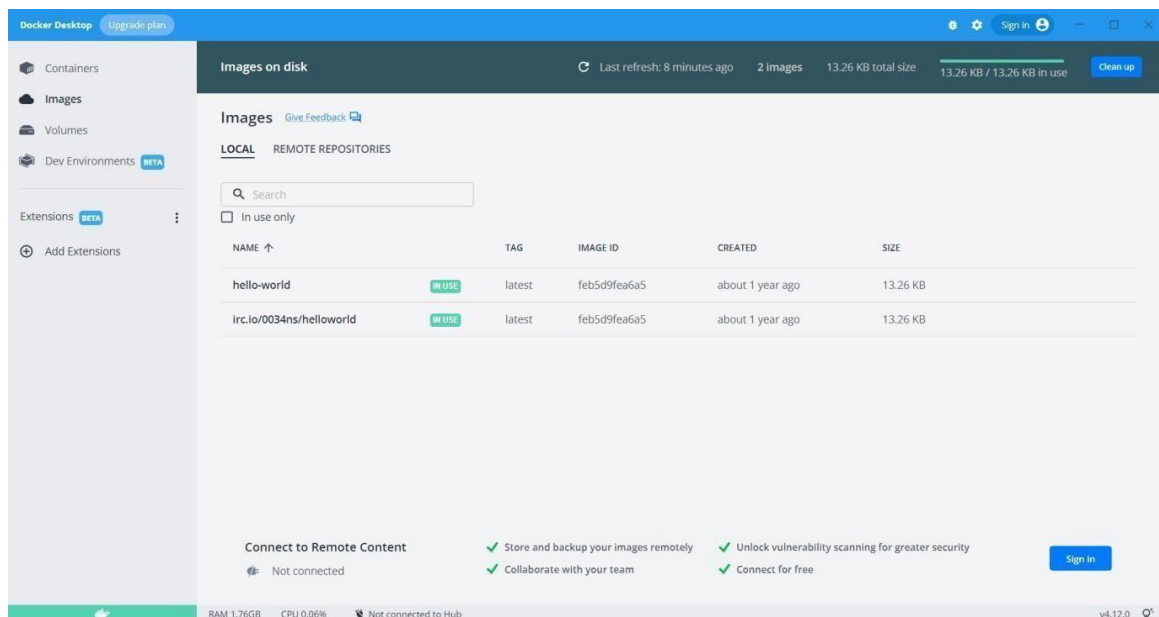 Docker Desktop Upgrade plan Sign in
Containers
Images
Volumes
Dev Environments BETA
Extensions BETA
Add Extensions
Images on disk Last refresh: 8 minutes ago 2 images 13.26 KB total size 13.26 KB / 13.26 KB in use Clean up
Images Give Feedback
LOCAL REMOTE REPOSITORIES
Search
In use only
NAME TAG IMAGE ID CREATED SIZE
hello-world IN USE latest feb5d9fea6a5 about 1 year ago 13.26 KB
irc.io/0034ns/helloworld IN USE latest feb5d9fea6a5 about 1 year ago 13.26 KB
Connect to Remote Content
Not connected
Store and backup your images remotely Unlock vulnerability scanning for greater security
Collaborate with your team Connect for free
Sign in
RAM 1.76GB CPU 0.06% Not connected to Hub v4.12.0